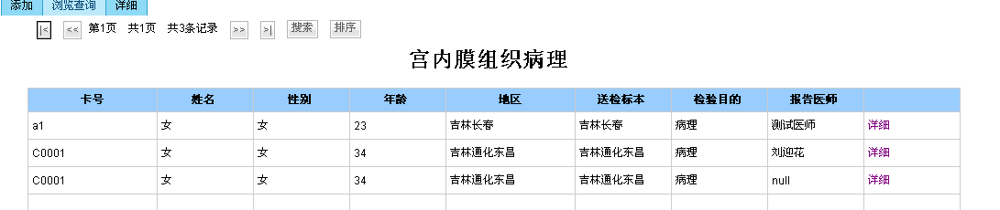 添加 浏览查询 详细
|< << 第1页 共1页 共3条记录 >> >| 搜索 排序
宫内膜组织病理
卡号 姓名 性别 年龄 地区 送检标本 检验目的 报告医师
a1 女 女 23 吉林长春 吉林长春 病理 测试医师 详细
C0001 女 女 34 吉林通化东昌 吉林通化东昌 病理 刘迎花 详细
C0001 女 女 34 吉林通化东昌 吉林通化东昌 病理 null 详细